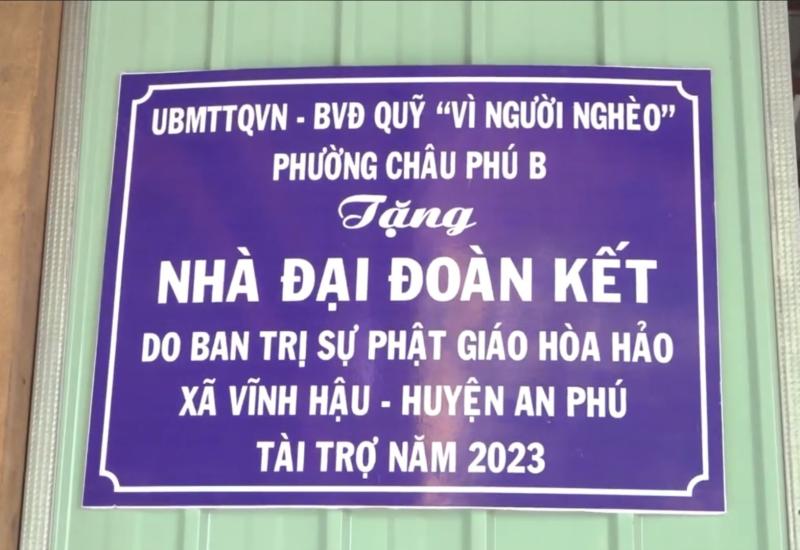 UBMTTQVN - BVĐ QUỸ “VÌ NGƯỜI NGHÈO”
PHƯỜNG CHÂU PHÚ B
Tặng
NHÀ ĐẠI ĐOÀN KẾT
DO BAN TRỊ SỰ PHẬT GIÁO HÒA HẢO
XÃ VĨNH HẬU - HUYỆN AN PHÚ
TÀI TRỢ NĂM 2023